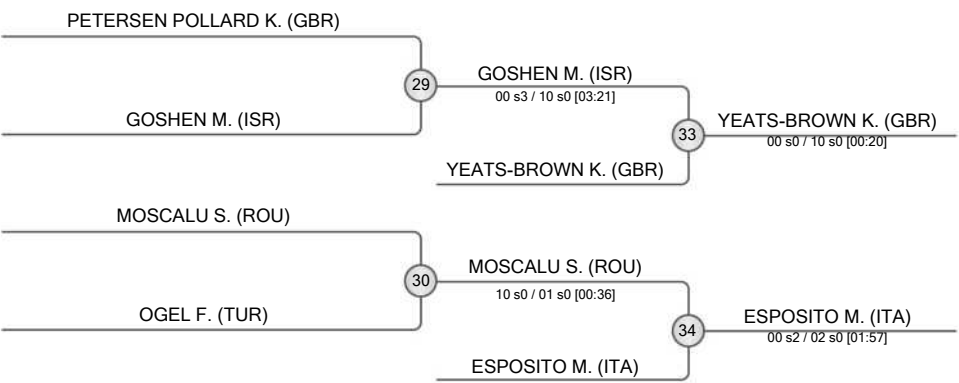 PETERSEN POLLARD K. (GBR)
29
GOSHEN M. (ISR)
00 s3 / 10 s0 [03:21]
GOSHEN M. (ISR)
33
YEATS-BROWN K. (GBR)
00 s0 / 10 s0 [00:20]
YEATS-BROWN K. (GBR)
MOSCALU S. (ROU)
30
MOSCALU S. (ROU)
10 s0 / 01 s0 [00:36]
OGEL F. (TUR)
34
ESPOSITO M. (ITA)
00 s2 / 02 s0 [01:57]
ESPOSITO M. (ITA)